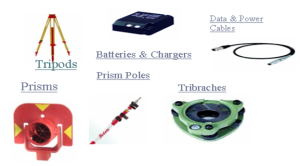 Data & Power
Cables
Batteries & Chargers
Tripods
Prism Poles
Prisms
Tribraches